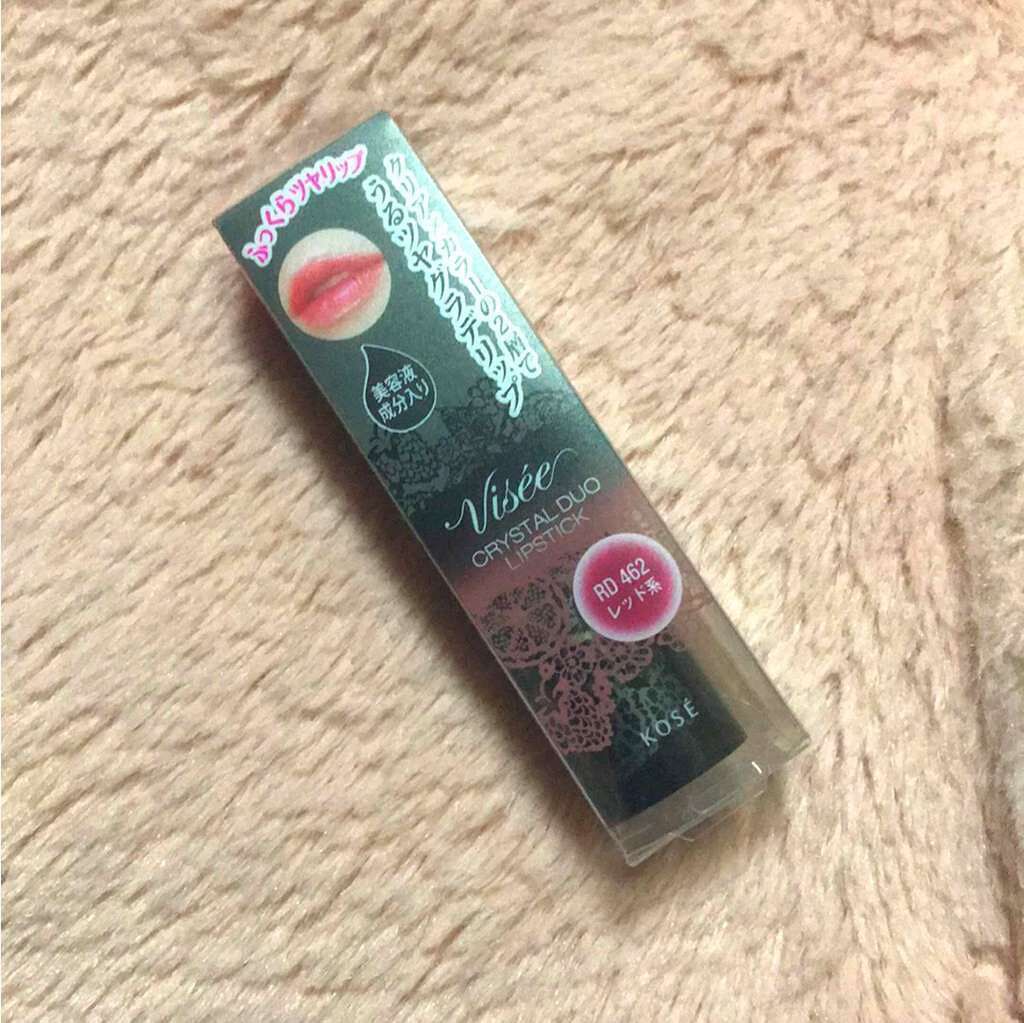 ふっくらツヤリップ
クリア×カラーの2層で
うるツヤグラデリップ
美容液
成分入り
Visée
CRYSTAL DUO
LIPSTICK
RD 462
レッド系
KOSÉ